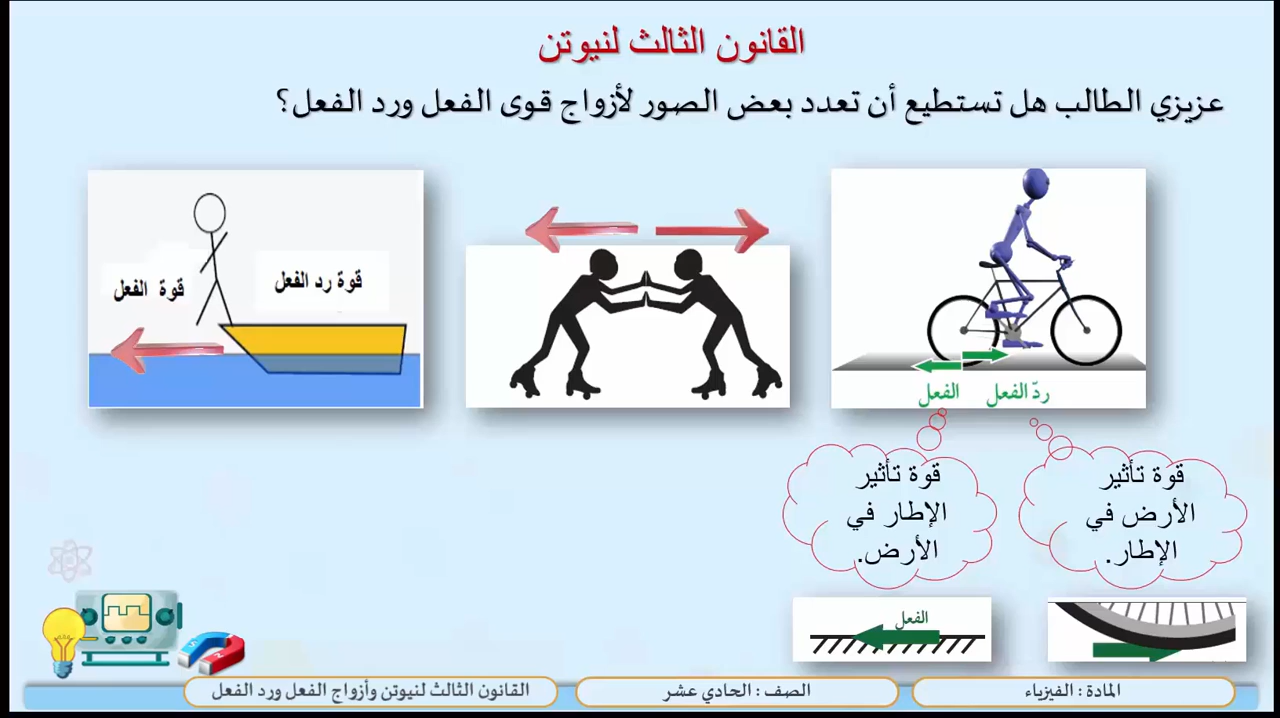 القانون الثالث لنيوتن
عزيزي الطالب هل تستطيع أن تعدد بعض الصور لأزواج قوى الفعل ورد الفعل؟
ردّ الفعل
الفعل
قوة رد الفعل
قوة الفعل
قوة تأثير
الأرض في
الإطار.
قوة تأثير
الإطار في
الأرض.
الفعل
المادة : الفيزياء
الصف : الحادي عشر
القانون الثالث لنيوتن وأزواج الفعل ورد الفعل